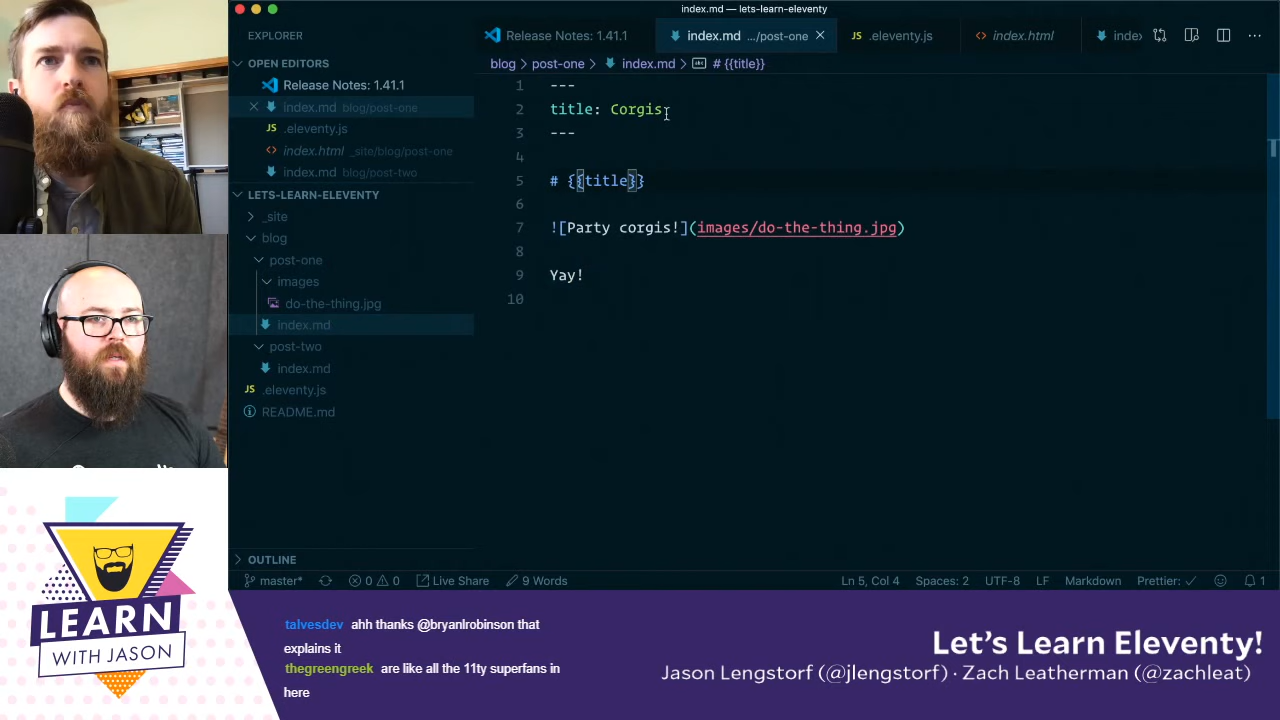 index.md — lets-learn-eleventy
EXPLORER
OPEN EDITORS
Release Notes: 1.41.1
index.md blog/post-one
JS .eleventy.js
index.html _site/blog/post-one
index.md blog/post-two
LETS-LEARN-ELEVENTY
_site
blog
post-one
images
do-the-thing.jpg
index.md
post-two
index.md
JS .eleventy.js
README.md
OUTLINE
Release Notes: 1.41.1
index.md .../post-one
JS .eleventy.js
index.html
index
blog > post-one > index.md > abc # {{title}}
1 ---
2 title: Corgis
3 ---
4
5 # {{title}}
6
7 ![Party corgis!](images/do-the-thing.jpg)
8
9 Yay!
10
master* 0 0 Live Share 9 Words Ln 5, Col 4 Spaces: 2 UTF-8 LF Markdown Prettier: ✓ 1
LEARN
WITH JASON
talvesdev ahh thanks @bryanlrobinson that
explains it
thegreengreek are like all the 11ty superfans in
here
Let's Learn Eleventy!
Jason Lengstorf (@jlengstorf) · Zach Leatherman (@zachleat)